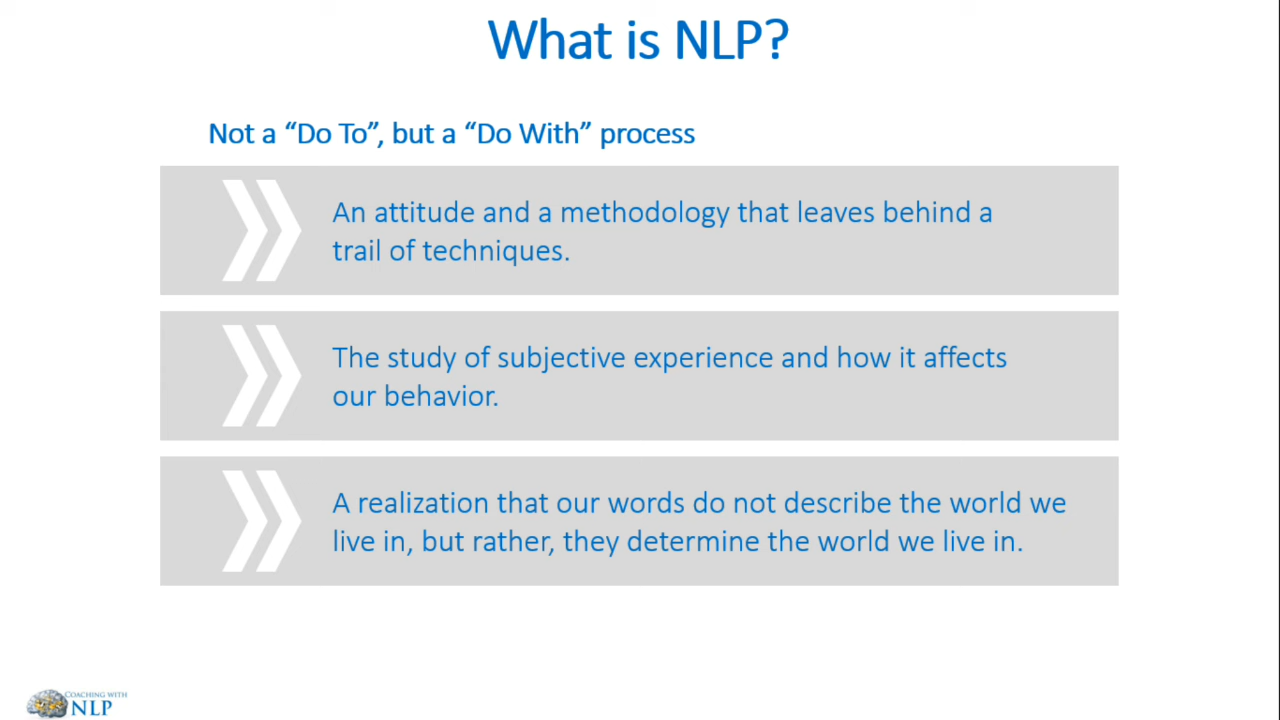 What is NLP?
Not a “Do To”, but a “Do With” process
An attitude and a methodology that leaves behind a
trail of techniques.
The study of subjective experience and how it affects
our behavior.
A realization that our words do not describe the world we
live in, but rather, they determine the world we live in.
COACHING WITH
NLP